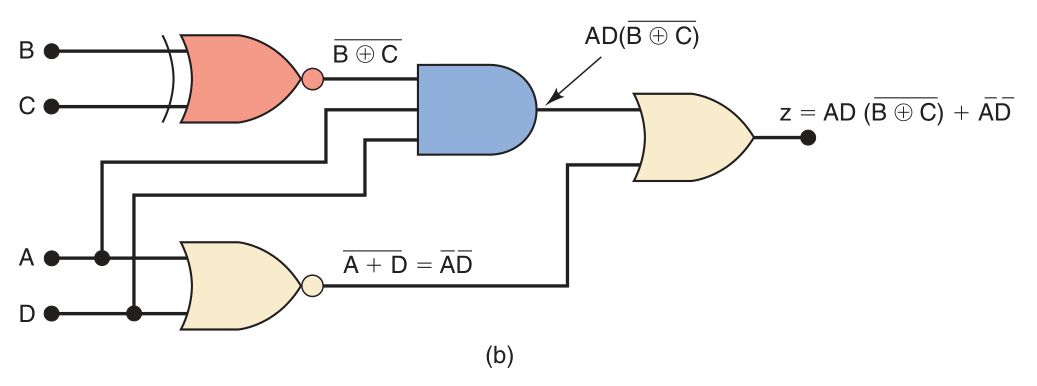 B
C
A
D
$\overline{B \oplus C}$
$AD(\overline{B \oplus C})$
$z = AD\,(\overline{B \oplus C}) + \overline{A}\,\overline{D}$
$\overline{A + D} = \overline{A}\,\overline{D}$
(b)